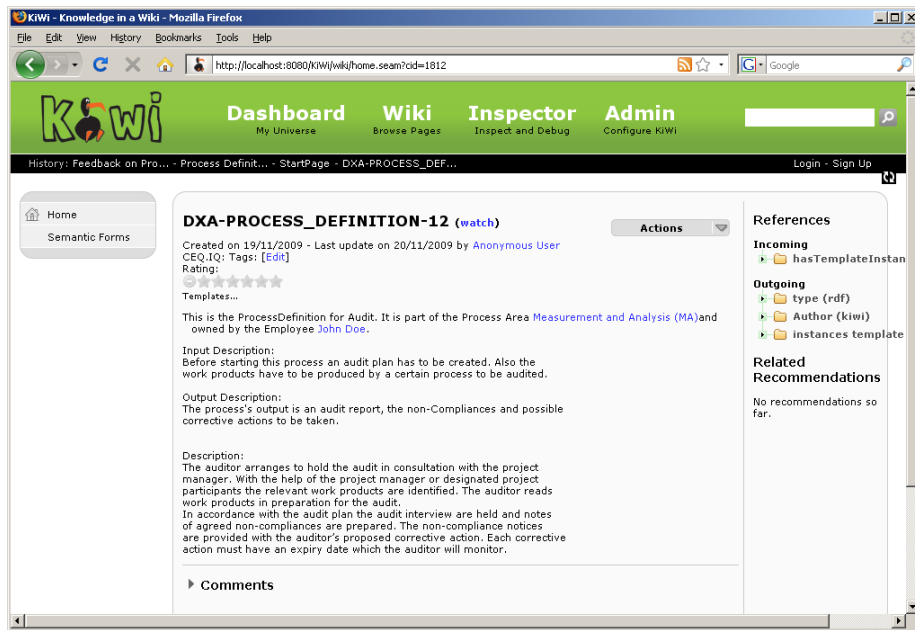 KiWi - Knowledge in a Wiki - Mozilla Firefox
File Edit View History Bookmarks Tools Help
http://localhost:8080/KiWi/wiki/home.seam?cid=1812
G Google
KiWi
Dashboard Wiki Inspector Admin
My Universe Browse Pages Inspect and Debug Configure KiWi
History: Feedback on Pro... - Process Definit... - StartPage - DXA-PROCESS_DEF... Login - Sign Up
Home
Semantic Forms
DXA-PROCESS_DEFINITION-12 (watch)
Actions
Created on 19/11/2009 - Last update on 20/11/2009 by Anonymous User
CEQ.IQ: Tags: [Edit]
Rating:
Templates...
This is the ProcessDefinition for Audit. It is part of the Process Area Measurement and Analysis (MA)and
owned by the Employee John Doe.
Input Description:
Before starting this process an audit plan has to be created. Also the
work products have to be produced by a certain process to be audited.
Output Description:
The process's output is an audit report, the non-Compliances and possible
corrective actions to be taken.
Description:
The auditor arranges to hold the audit in consultation with the project
manager. With the help of the project manager or designated project
participants the relevant work products are identified. The auditor reads
work products in preparation for the audit.
In accordance with the audit plan the audit interview are held and notes
of agreed non-compliances are prepared. The non-compliance notices
are provided with the auditor's proposed corrective action. Each corrective
action must have an expiry date which the auditor will monitor.
Comments
References
Incoming
hasTemplateInstan
Outgoing
type (rdf)
Author (kiwi)
instances template
Related
Recommendations
No recommendations so
far.